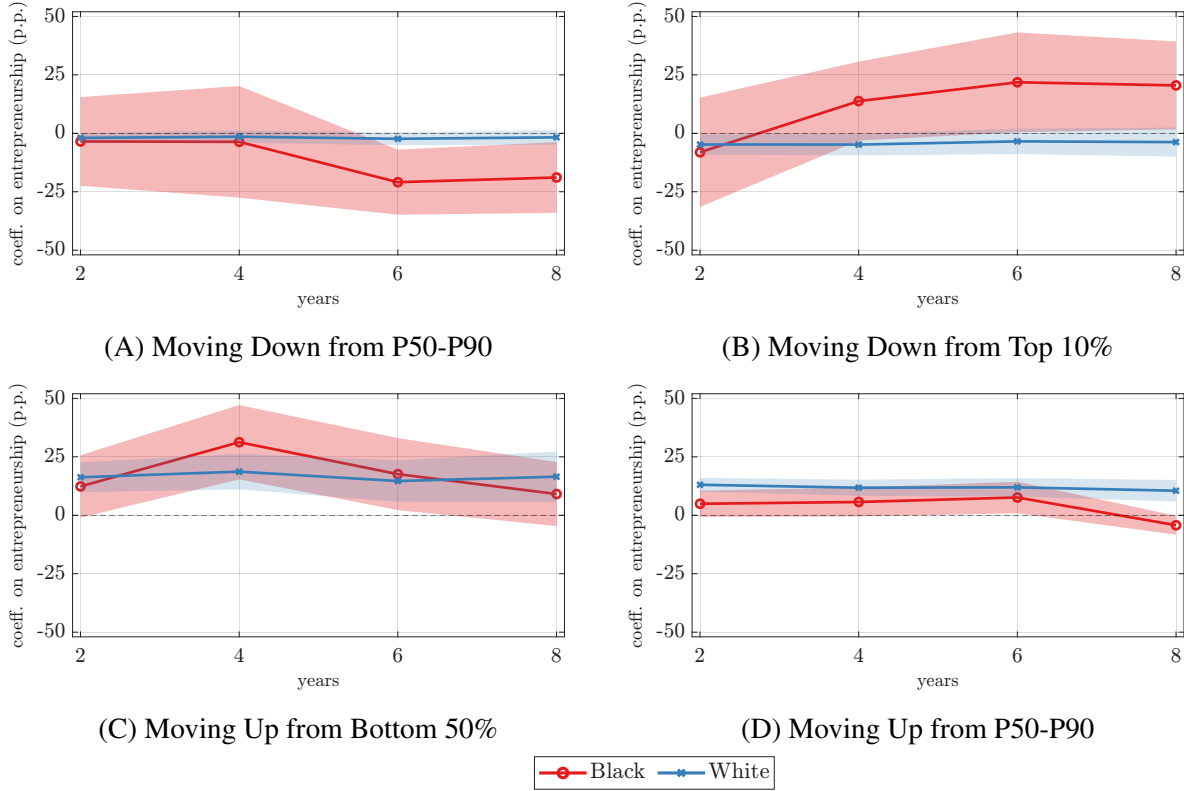 coeff. on entrepreneurship (p.p.)
50
25
0
-25
-50
2 4 6 8
years
(A) Moving Down from P50-P90
coeff. on entrepreneurship (p.p.)
50
25
0
-25
-50
2 4 6 8
years
(B) Moving Down from Top 10%
coeff. on entrepreneurship (p.p.)
50
25
0
-25
-50
2 4 6 8
years
(C) Moving Up from Bottom 50%
coeff. on entrepreneurship (p.p.)
50
25
0
-25
-50
2 4 6 8
years
(D) Moving Up from P50-P90
Black White